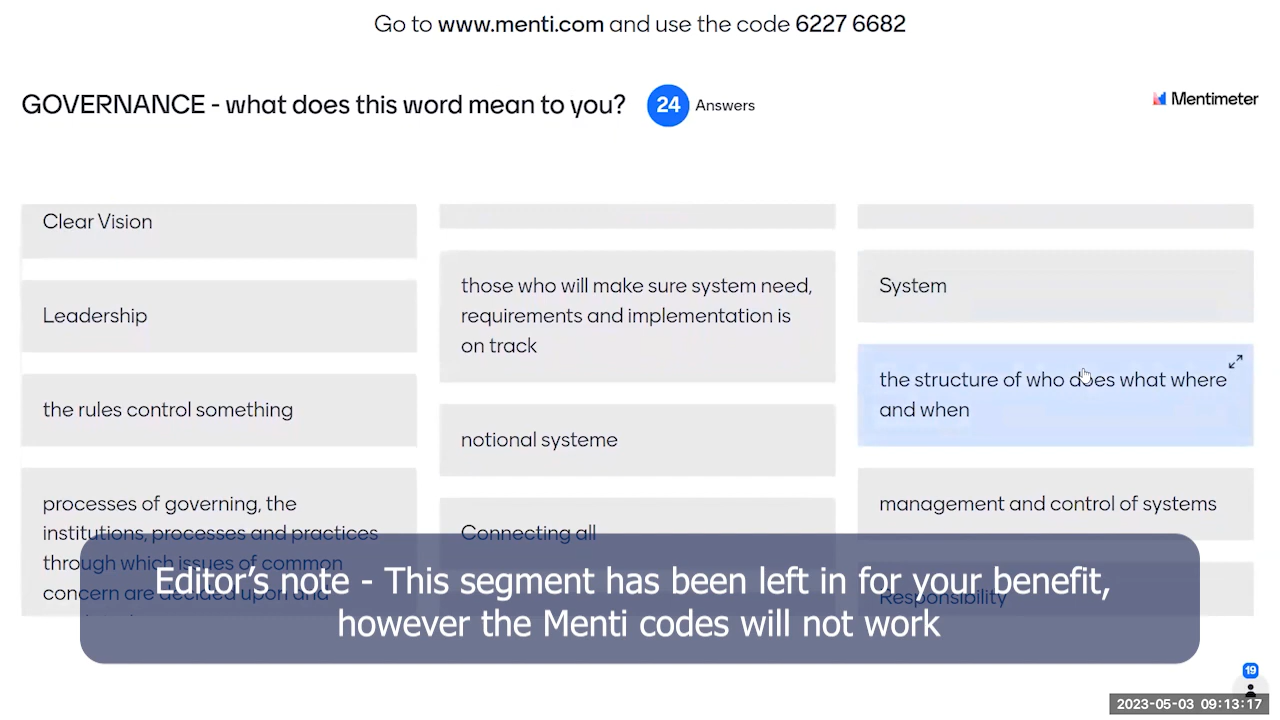 Go to www.menti.com and use the code 6227 6682
GOVERNANCE - what does this word mean to you?
24 Answers
Mentimeter
Clear Vision
Leadership
the rules control something
processes of governing, the
institutions, processes and practices
through which issues of common
concern are decided upon and
those who will make sure system need,
requirements and implementation is
on track
notional systeme
Connecting all
System
the structure of who does what where
and when
management and control of systems
Responsibility
Editor's note - This segment has been left in for your benefit,
however the Menti codes will not work
19
2023-05-03 09:13:17